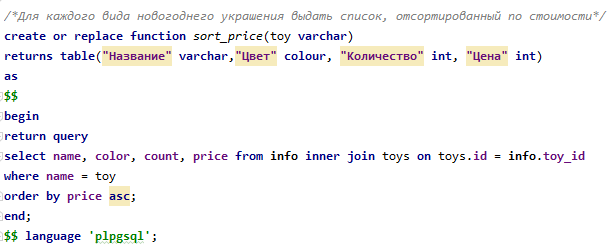 /*Для каждого вида новогоднего украшения выдать список, отсортированный по стоимости*/
create or replace function sort_price(toy varchar)
returns table("Название" varchar,"Цвет" colour, "Количество" int, "Цена" int)
as
$$
begin
return query
select name, color, count, price from info inner join toys on toys.id = info.toy_id
where name = toy
order by price asc;
end;
$$ language 'plpgsql';